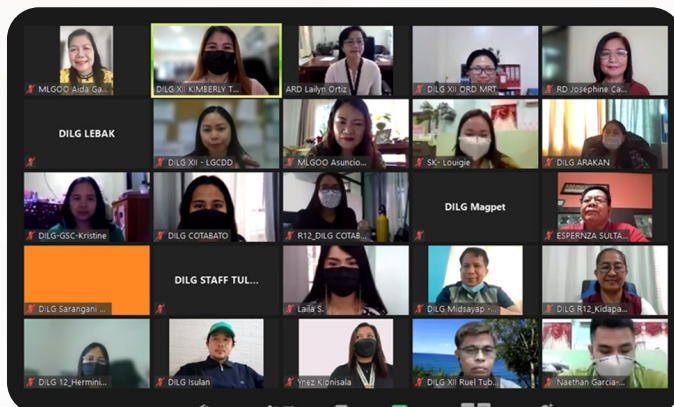 MLGOO Aida Ga...
DILG XII KIMBERLY T...
ARD Lailyn Ortiz
DILG XII ORD MRT
RD Josephine Ca...
DILG LEBAK
DILG XII - LGCDD
MLGOO Asuncio...
SK- Louigie
DILG ARAKAN
DILG-GSC-Kristine
DILG COTABATO
R12_DILG COTAB...
DILG Magpet
ESPERNZA SULTA...
DILG Sarangani ...
DILG STAFF TUL...
Laila S.
DILG Midsayap -...
DILG R12_Kidapa...
DILG 12_Hermini...
DILG Isulan
Ynez Kionisala
DILG XII Ruel Tub...
Naethan Garcia-...